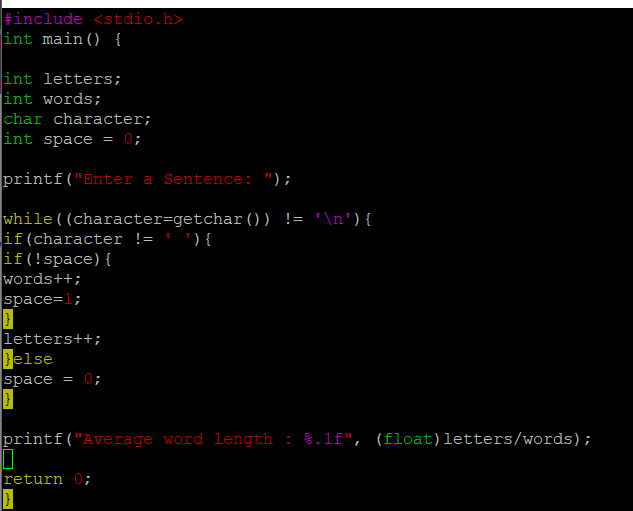 #include <stdio.h>
int main() {
int letters;
int words;
char character;
int space = 0;
printf("Enter a Sentence: ");
while((character=getchar()) != '\n'){
if(character != ' '){
if(!space){
words++;
space=1;
}
letters++;
}else
space = 0;
}
printf("Average word length : %.1f", (float)letters/words);
return 0;
}